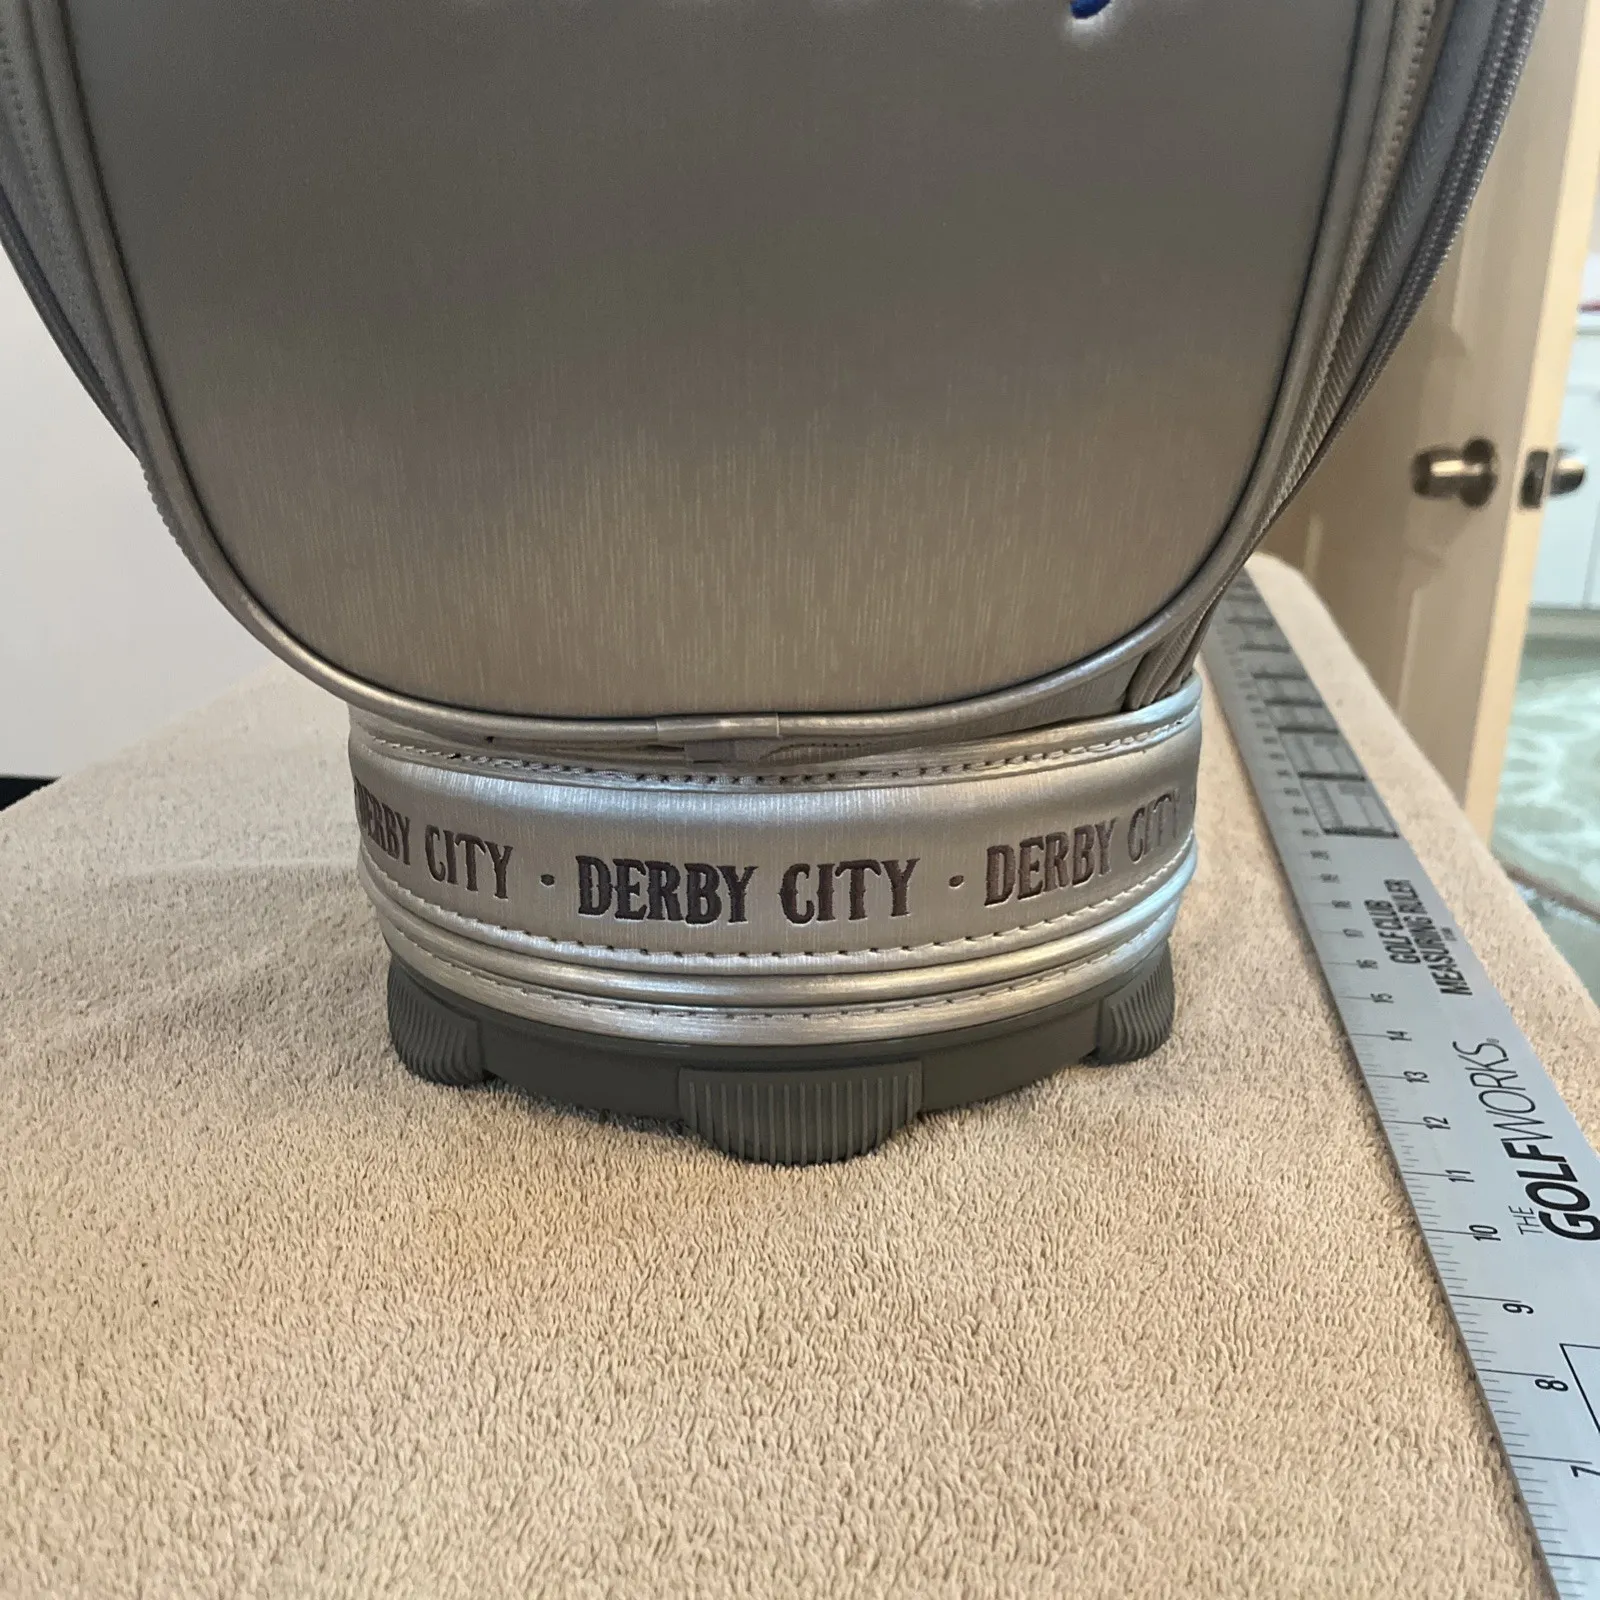 DERBY CITY · DERBY CITY · DERBY CITY
GOLF CLUB
MEASURING RULER
THE
GOLFWORKS
18
17
16
15
14
13
12
11
10
9
8
7